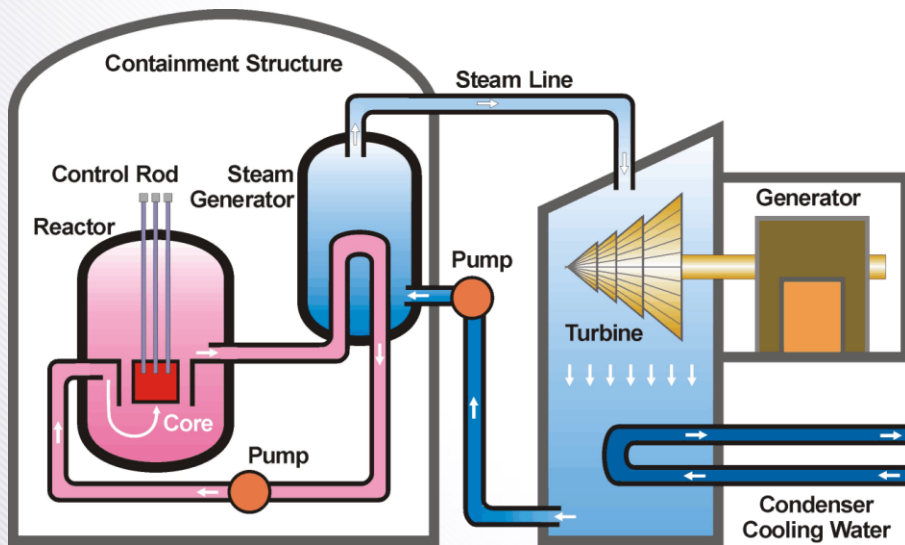 Containment Structure
Steam Line
Control Rod
Steam
Generator
Reactor
Generator
Pump
Turbine
Core
Pump
Condenser
Cooling Water